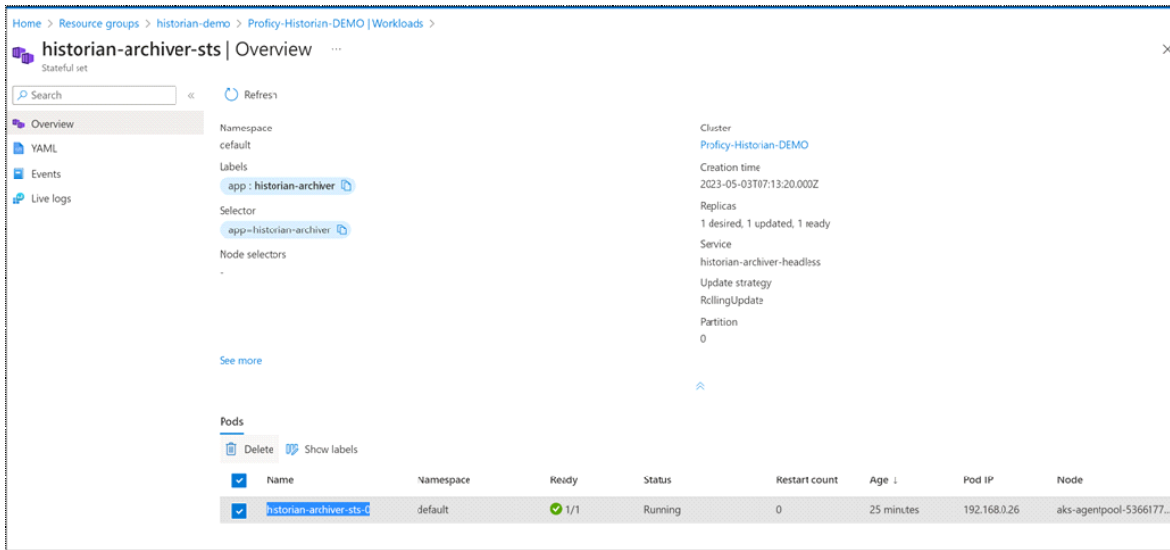 Home > Resource groups > historian-demo > Proficy-Historian-DEMO | Workloads >
historian-archiver-sts | Overview ...
Stateful set
Search
«
Refresh
Overview
YAML
Events
Live logs
Namespace
default
Labels
app : historian-archiver
Selector
app=historian-archiver
Node selectors
-
See more
Cluster
Proficy-Historian-DEMO
Creation time
2023-05-03T07:13:20.000Z
Replicas
1 desired, 1 updated, 1 ready
Service
historian-archiver-headless
Update strategy
RollingUpdate
Partition
0
Pods
Delete Show labels
Name Namespace Ready Status Restart count Age ↓ Pod IP Node
historian-archiver-sts-0 default 1/1 Running 0 25 minutes 192.168.0.26 aks-agentpool-5366177...